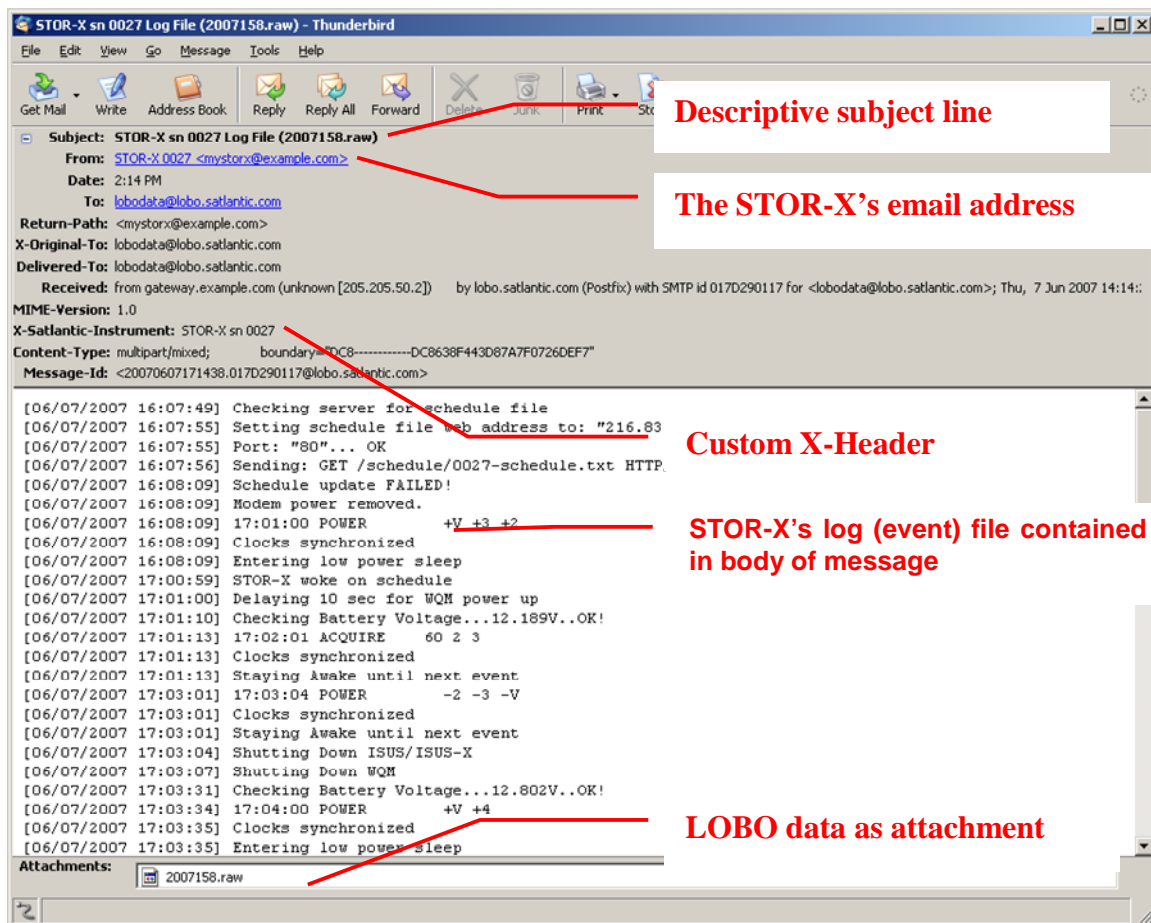 STOR-X sn 0027 Log File (2007158.raw) - Thunderbird
File Edit View Go Message Tools Help
Get Mail Write Address Book Reply Reply All Forward Delete Junk Print
Descriptive subject line
Subject: STOR-X sn 0027 Log File (2007158.raw)
From: STOR-X 0027 <mystorx@example.com>
The STOR-X's email address
Date: 2:14 PM
To: lobodata@lobo.satlantic.com
Return-Path: <mystorx@example.com>
X-Original-To: lobodata@lobo.satlantic.com
Delivered-To: lobodata@lobo.satlantic.com
Received: from gateway.example.com (unknown [205.205.50.2]) by lobo.satlantic.com (Postfix) with SMTP id 017D290117 for <lobodata@lobo.satlantic.com>; Thu, 7 Jun 2007 14:14:
MIME-Version: 1.0
X-Satlantic-Instrument: STOR-X sn 0027
Content-Type: multipart/mixed; boundary="DC8------------DC8638F443D87A7F0726DEF7"
Message-Id: <20070607171438.017D290117@lobo.satlantic.com>
[06/07/2007 16:07:49] Checking server for schedule file
[06/07/2007 16:07:55] Setting schedule file web address to: "216.83
[06/07/2007 16:07:55] Port: "80"... OK
Custom X-Header
[06/07/2007 16:07:56] Sending: GET /schedule/0027-schedule.txt HTTP
[06/07/2007 16:08:09] Schedule update FAILED!
[06/07/2007 16:08:09] Modem power removed.
[06/07/2007 16:08:09] 17:01:00 POWER +V +3 +2
STOR-X's log (event) file contained
in body of message
[06/07/2007 16:08:09] Clocks synchronized
[06/07/2007 16:08:09] Entering low power sleep
[06/07/2007 17:00:59] STOR-X woke on schedule
[06/07/2007 17:01:00] Delaying 10 sec for WQM power up
[06/07/2007 17:01:10] Checking Battery Voltage...12.189V..OK!
[06/07/2007 17:01:13] 17:02:01 ACQUIRE 60 2 3
[06/07/2007 17:01:13] Clocks synchronized
[06/07/2007 17:01:13] Staying Awake until next event
[06/07/2007 17:03:01] 17:03:04 POWER -2 -3 -V
[06/07/2007 17:03:01] Clocks synchronized
[06/07/2007 17:03:01] Staying Awake until next event
[06/07/2007 17:03:04] Shutting Down ISUS/ISUS-X
[06/07/2007 17:03:07] Shutting Down WQM
[06/07/2007 17:03:31] Checking Battery Voltage...12.802V..OK!
[06/07/2007 17:03:34] 17:04:00 POWER +V +4
LOBO data as attachment
[06/07/2007 17:03:35] Clocks synchronized
[06/07/2007 17:03:35] Entering low power sleep
Attachments: 2007158.raw